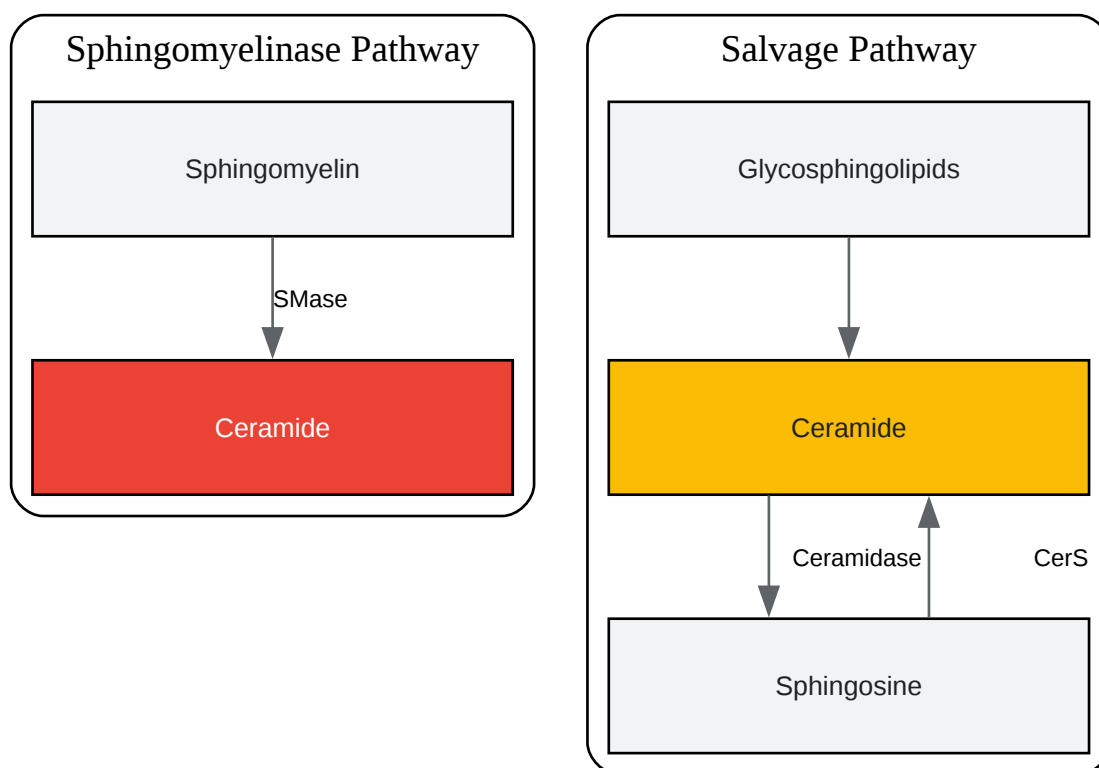 Sphingomyelinase Pathway
Sphingomyelin
SMase
Ceramide
Salvage Pathway
Glycosphingolipids
Ceramide
Ceramidase
CerS
Sphingosine